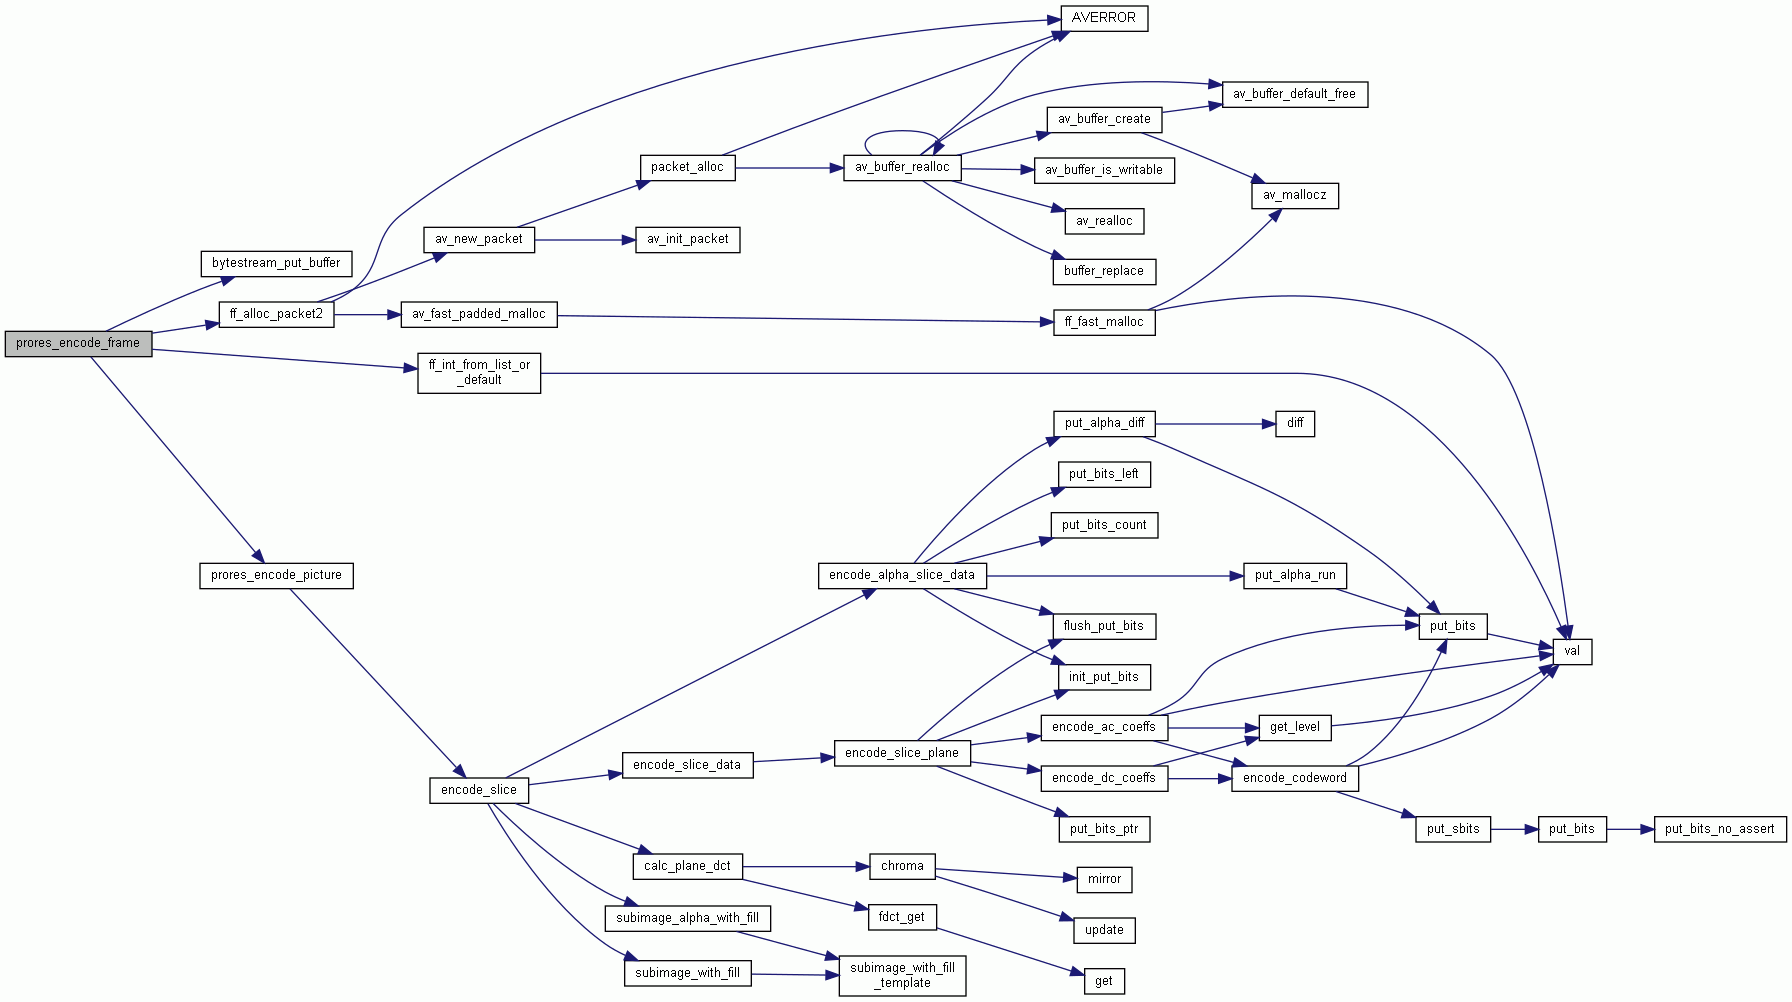 AVERROR
av_buffer_default_free
av_buffer_create
packet_alloc
av_buffer_realloc
av_buffer_is_writable
av_mallocz
av_realloc
av_new_packet
av_init_packet
bytestream_put_buffer
buffer_replace
ff_alloc_packet2
av_fast_padded_malloc
ff_fast_malloc
prores_encode_frame
ff_int_from_list_or
_default
put_alpha_diff
diff
put_bits_left
put_bits_count
prores_encode_picture
encode_alpha_slice_data
put_alpha_run
flush_put_bits
put_bits
val
init_put_bits
encode_ac_coeffs
get_level
encode_slice_plane
encode_slice_data
encode_dc_coeffs
encode_codeword
encode_slice
put_bits_ptr
put_sbits
put_bits
put_bits_no_assert
calc_plane_dct
chroma
mirror
subimage_alpha_with_fill
fdct_get
update
subimage_with_fill
subimage_with_fill
_template
get